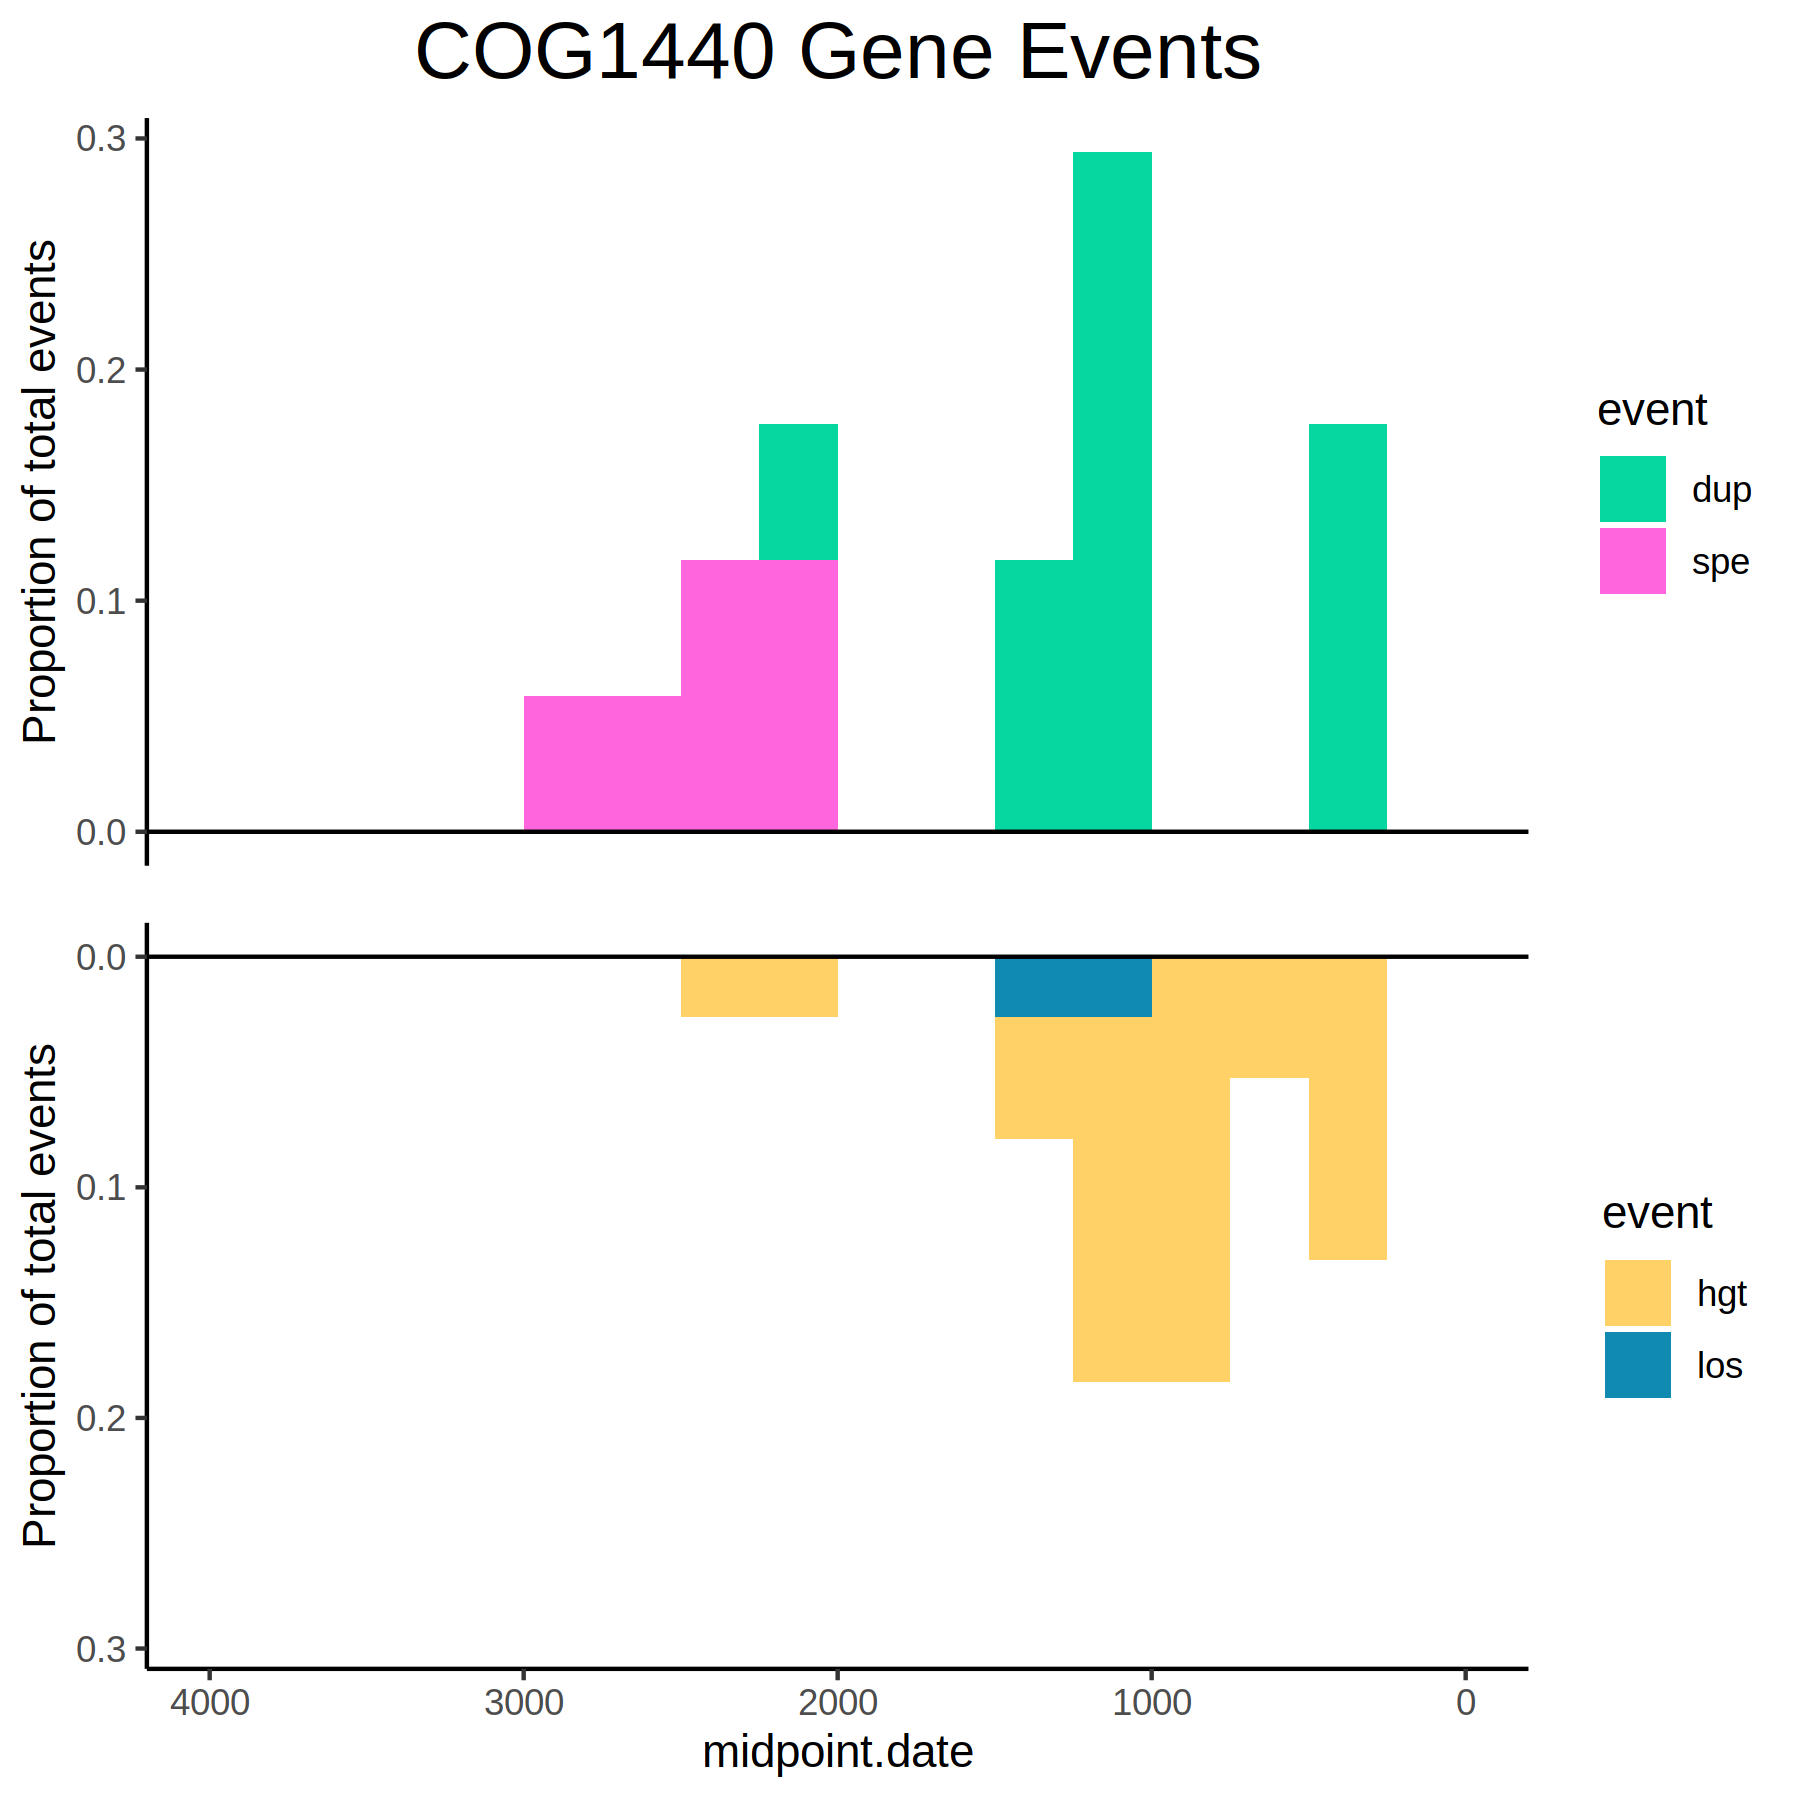 COG1440 Gene Events
Proportion of total events
0.3
0.2
0.1
0.0
event
dup
spe
Proportion of total events
0.0
0.1
0.2
0.3
event
hgt
los
4000 3000 2000 1000 0
midpoint.date